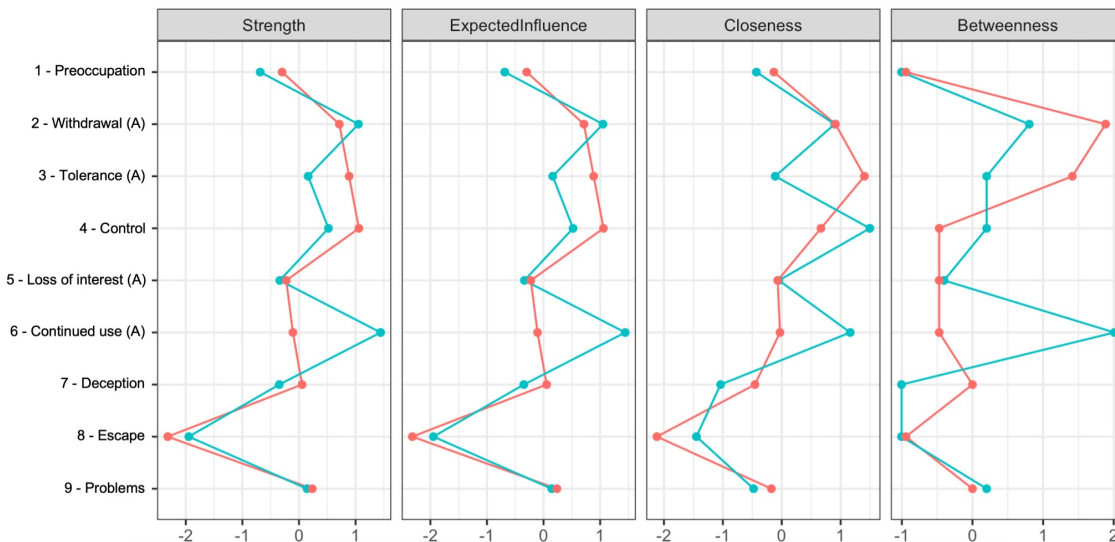 Strength ExpectedInfluence Closeness Betweenness
1 - Preoccupation
2 - Withdrawal (A)
3 - Tolerance (A)
4 - Control
5 - Loss of interest (A)
6 - Continued use (A)
7 - Deception
8 - Escape
9 - Problems
-2 -1 0 1 -2 -1 0 1 -2 -1 0 1 -1 0 1 2